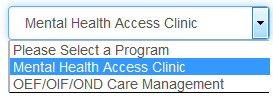 Mental Health Access Clinic
Please Select a Program
Mental Health Access Clinic
OEF/OIF/OND Care Management